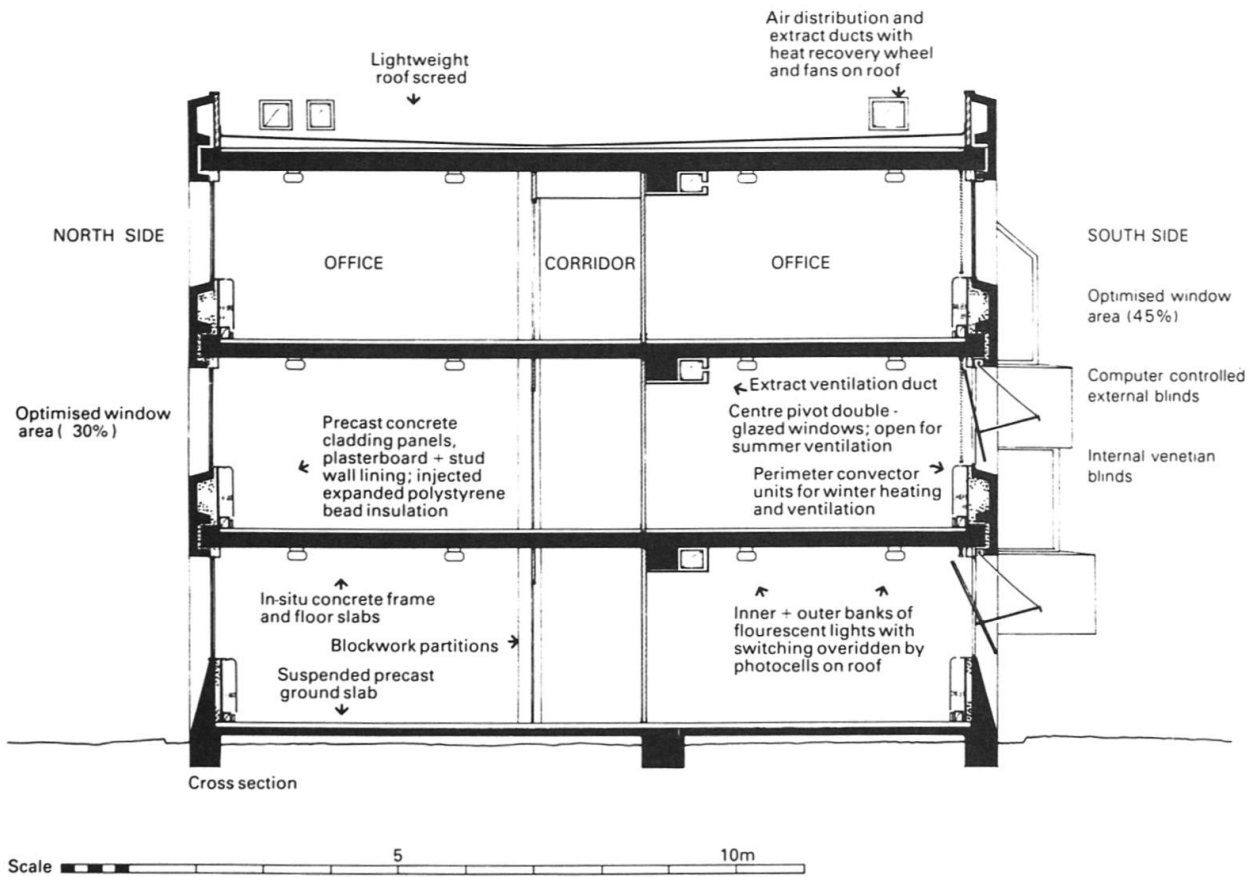 Air distribution and
extract ducts with
heat recovery wheel
and fans on roof
Lightweight
roof screed
NORTH SIDE
OFFICE
CORRIDOR
OFFICE
SOUTH SIDE
Optimised window
area (45%)
Computer controlled
external blinds
Internal venetian
blinds
Optimised window
area ( 30%)
Precast concrete
cladding panels,
plasterboard + stud
wall lining; injected
expanded polystyrene
bead insulation
Extract ventilation duct
Centre pivot double -
glazed windows; open for
summer ventilation
Perimeter convector
units for winter heating
and ventilation
In-situ concrete frame
and floor slabs
Blockwork partitions
Suspended precast
ground slab
Inner + outer banks of
flourescent lights with
switching overidden by
photocells on roof
Cross section
Scale
5
10m